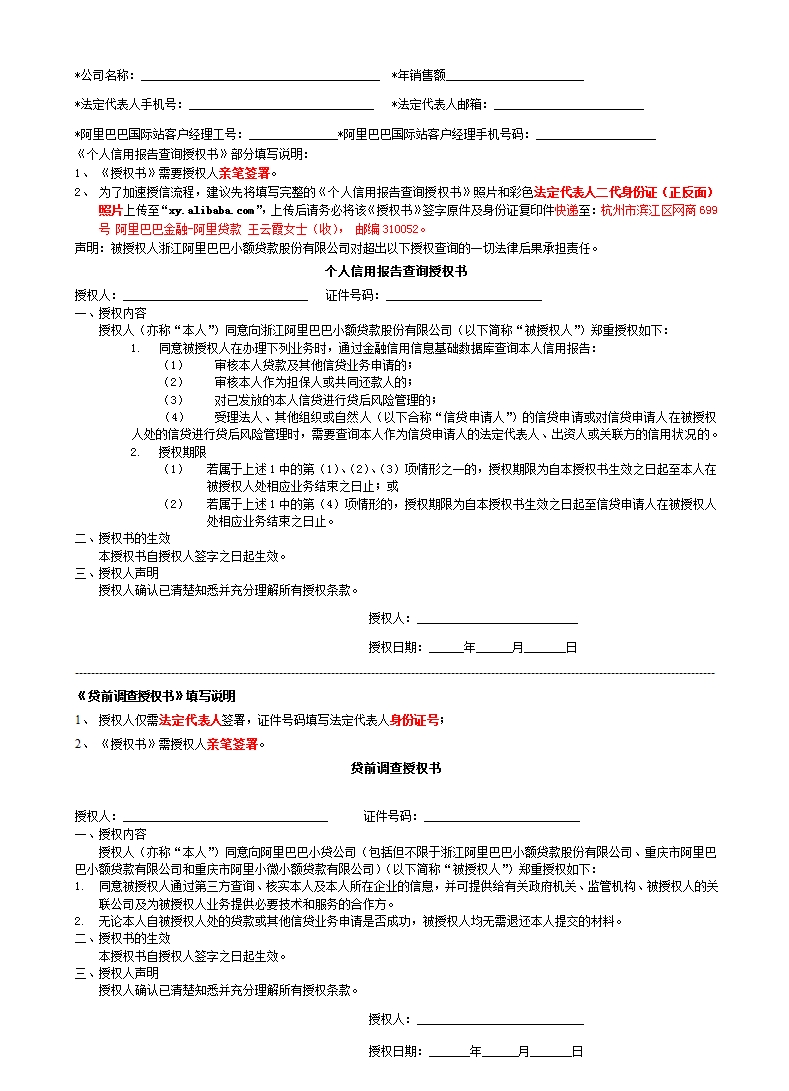 *公司名称：________________________ *年销售额________________
*法定代表人手机号：________________________ *法定代表人邮箱：________________
*阿里巴巴国际站客户经理工号：____________*阿里巴巴国际站客户经理手机号码：________________
《个人信用报告查询授权书》部分填写说明：
1、 《授权书》需要授权人亲笔签署。
2、 为了加速授信流程，建议先将填写完整的《个人信用报告查询授权书》照片和彩色法定代表人二代身份证（正反面）
照片上传至“xy.alibaba.com”，上传后请务必将该《授权书》签字原件及身份证复印件快递至：杭州市滨江区网商 699
号 阿里巴巴金融-阿里贷款 王云霞女士（收）， 邮编 310052。
声明：被授权人浙江阿里巴巴小额贷款股份有限公司对超出以下授权查询的一切法律后果承担责任。
个人信用报告查询授权书
授权人：________________________ 证件号码：________________________
一、授权内容
授权人（亦称“本人”）同意向浙江阿里巴巴小额贷款股份有限公司（以下简称“被授权人”）郑重授权如下：
1. 同意被授权人在办理下列业务时，通过金融信用信息基础数据库查询本人信用报告：
（1） 审核本人贷款及其他信贷业务申请的；
（2） 审核本人作为担保人或共同还款人的；
（3） 对已发放的本人信贷进行贷后风险管理的；
（4） 受理法人、其他组织或自然人（以下合称“信贷申请人”）的信贷申请或对信贷申请人在被授权
人处的信贷进行贷后风险管理时，需要查询本人作为信贷申请人的法定代表人、出资人或关联方的信用状况的。
2. 授权期限
（1） 若属于上述 1 中的第（1）、（2）、（3）项情形之一的，授权期限为自本授权书生效之日起至本人在
被授权人处相应业务结束之日止；或
（2） 若属于上述 1 中的第（4）项情形的，授权期限为自本授权书生效之日起至信贷申请人在被授权人
处相应业务结束之日止。
二、授权书的生效
本授权书自授权人签字之日起生效。
三、授权人声明
授权人确认已清楚知悉并充分理解所有授权条款。
授权人：________________________
授权日期：______年______月_______日
《贷前调查授权书》填写说明
1、 授权人仅需法定代表人签署，证件号码填写法定代表人身份证号；
2、 《授权书》需授权人亲笔签署。
贷前调查授权书
授权人：________________________ 证件号码：________________________
一、授权内容
授权人（亦称“本人”）同意向阿里巴巴小贷公司（包括但不限于浙江阿里巴巴小额贷款股份有限公司、重庆市阿里巴
巴小额贷款有限公司和重庆市阿里小微小额贷款有限公司）（以下简称“被授权人”）郑重授权如下：
1. 同意被授权人通过第三方查询、核实本人及本人所在企业的信息，并可提供给有关政府机关、监管机构、被授权人的关
联公司及为被授权人业务提供必要技术和服务的合作方。
2. 无论本人自被授权人处的贷款或其他信贷业务申请是否成功，被授权人均无需退还本人提交的材料。
二、授权书的生效
本授权书自授权人签字之日起生效。
三、授权人声明
授权人确认已清楚知悉并充分理解所有授权条款。
授权人：________________________
授权日期：_______年______月_______日